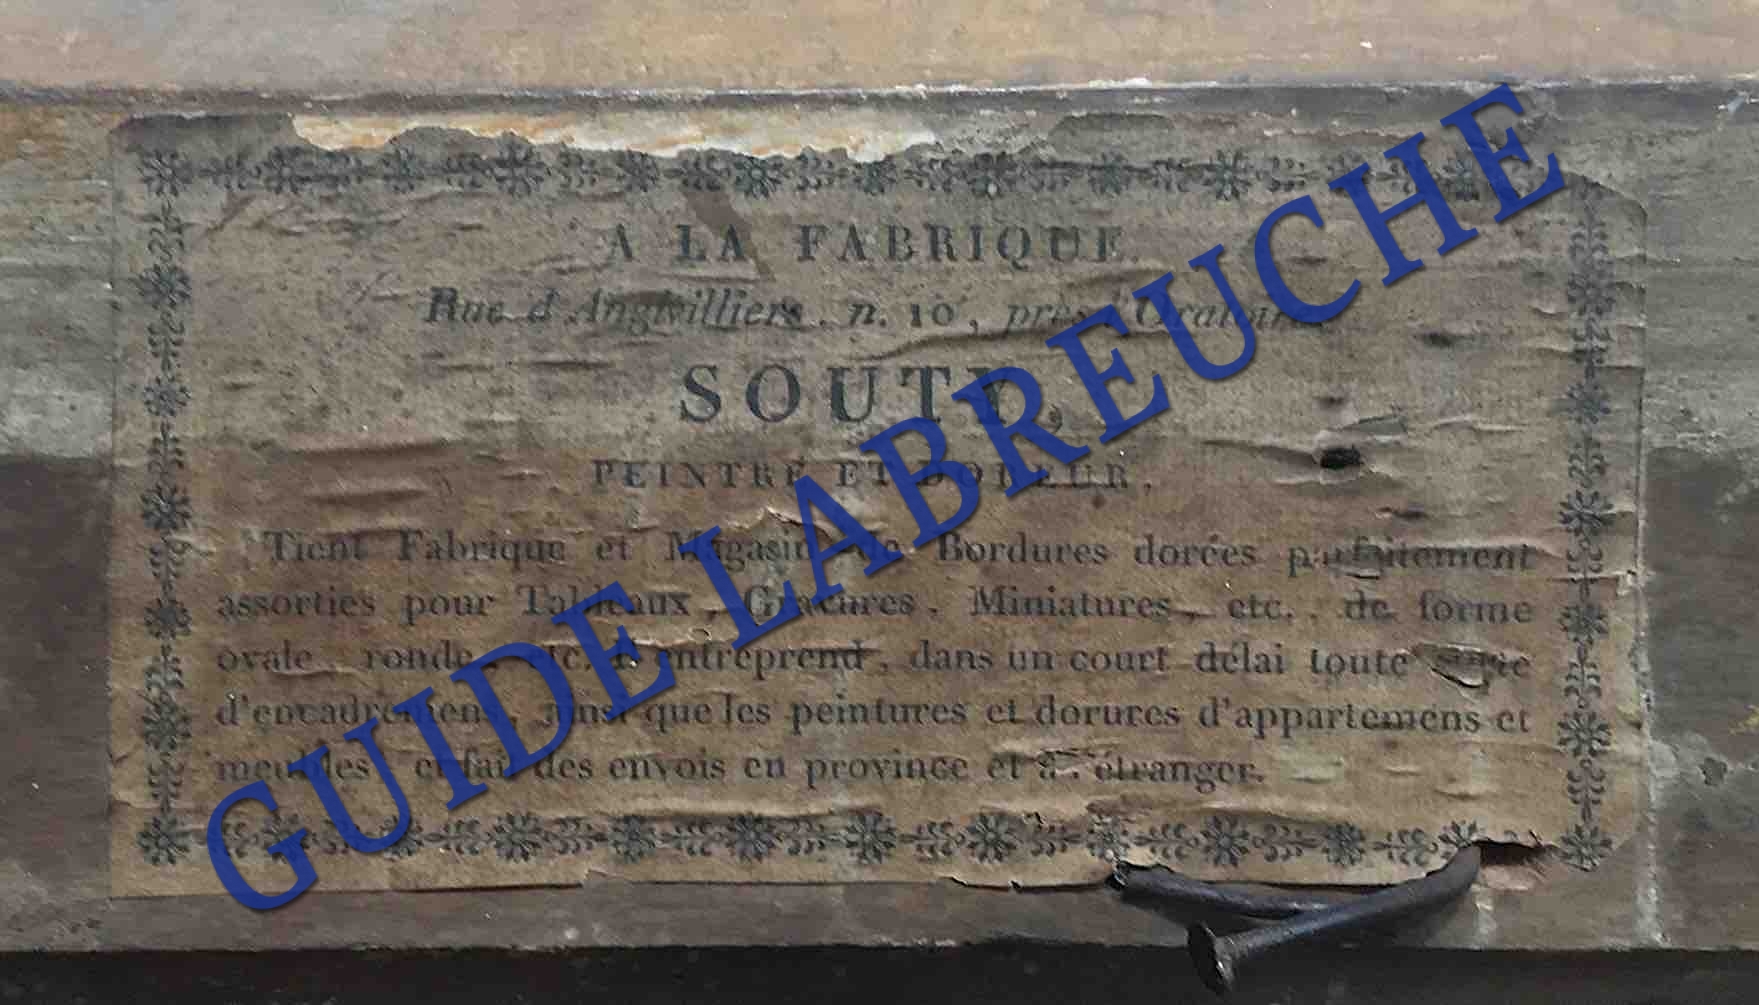 A LA FABRIQUE.
Rue d'Angivilliers, n. 10, près l'Oratoire.
SOUTY,
PEINTRE ET DOREUR,
Tient Fabrique et Magasin de Bordures dorées parfaitement
assorties pour Tableaux, Gravures, Miniatures, etc., de forme
ovale, ronde, etc. Il entreprend, dans un court délai toute
d'encadremens, ainsi que les peintures et dorures d'appartemens et
meubles, et fait des envois en province et à l'étranger.
GUIDE LABREUCHE